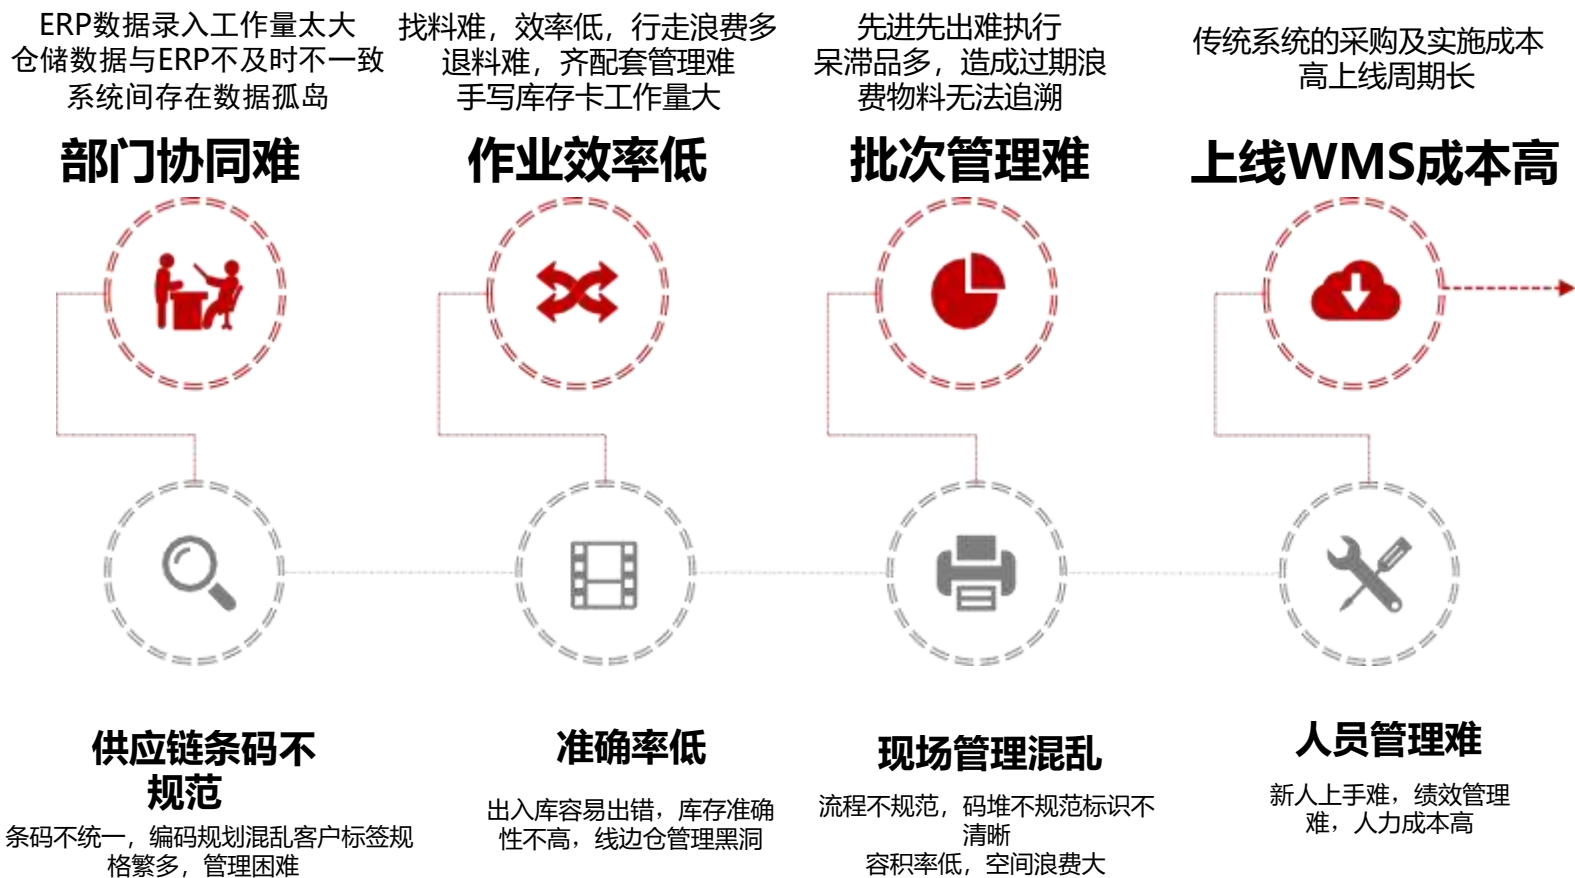 ERP数据录入工作量太大
仓储数据与ERP不及时不一致
系统间存在数据孤岛
部门协同难
找料难，效率低，行走浪费多
退料难，齐配套管理难
手写库存卡工作量大
作业效率低
先进先出难执行
呆滞品多，造成过期浪
费物料无法追溯
批次管理难
传统系统的采购及实施成本
高上线周期长
上线WMS成本高
供应链条码不
规范
条码不统一，编码规划混乱客户标签规
格繁多，管理困难
准确率低
出入库容易出错，库存准确
性不高，线边仓管理黑洞
现场管理混乱
流程不规范，码堆不规范标识不
清晰
容积率低，空间浪费大
人员管理难
新人上手难，绩效管理
难，人力成本高